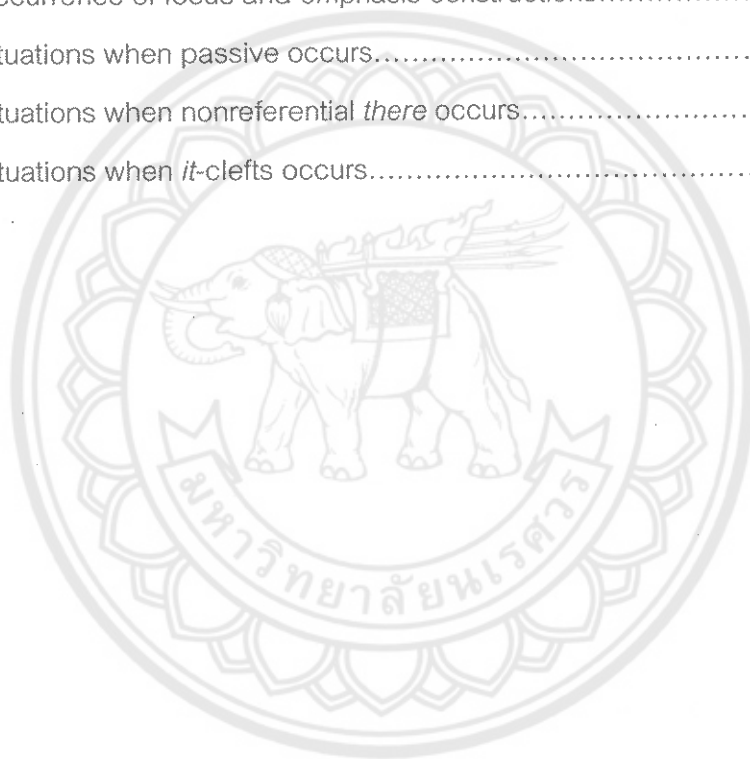 ccurrence of focus and emphasis constructions........................
tuations when passive occurs..........................................
tuations when nonreferential there occurs.............................
tuations when it-clefts occurs.........................................
มหาวิทยาลัยนเรศวร